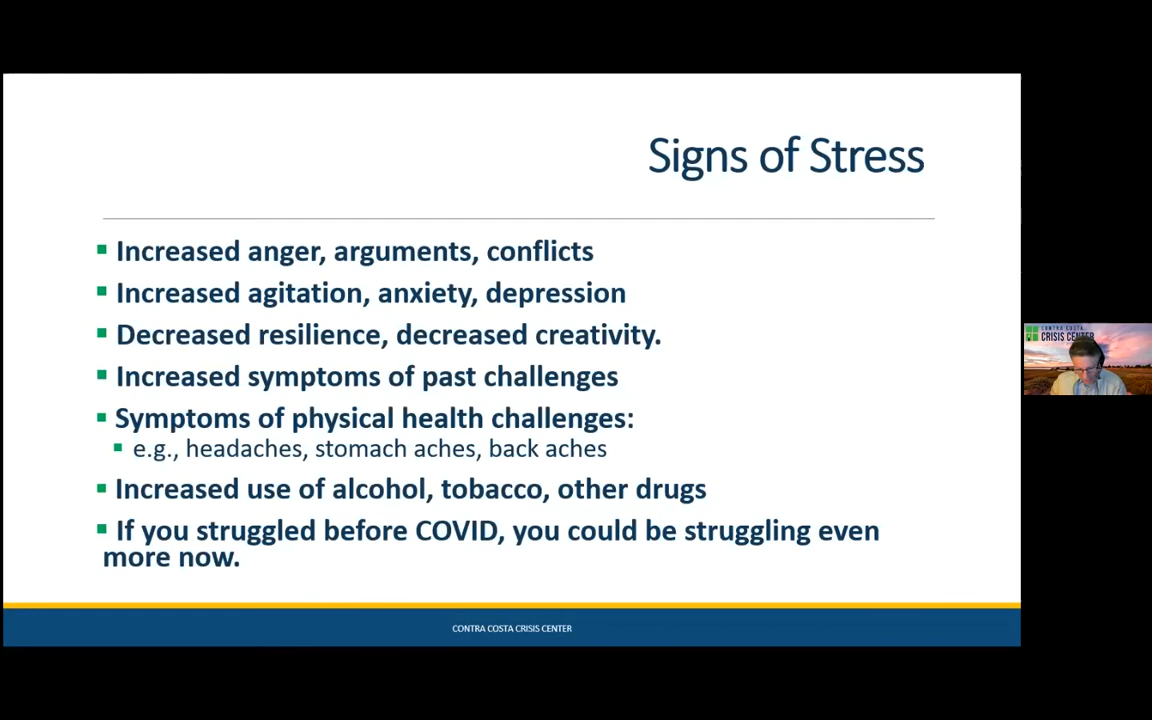 Signs of Stress
▪ Increased anger, arguments, conflicts
▪ Increased agitation, anxiety, depression
▪ Decreased resilience, decreased creativity.
▪ Increased symptoms of past challenges
▪ Symptoms of physical health challenges:
▪ e.g., headaches, stomach aches, back aches
▪ Increased use of alcohol, tobacco, other drugs
▪ If you struggled before COVID, you could be struggling even
more now.
CONTRA COSTA CRISIS CENTER
CONTRA COSTA
CRISIS CENTER